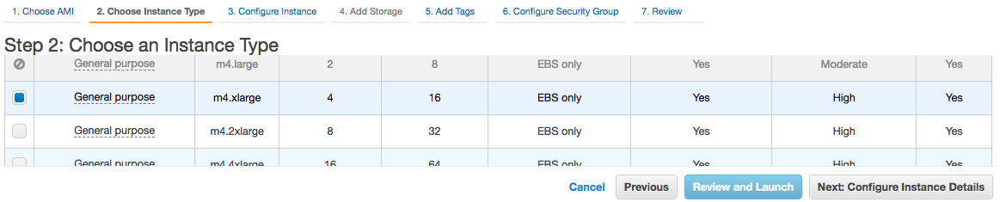 1. Choose AMI 2. Choose Instance Type 3. Configure Instance 4. Add Storage 5. Add Tags 6. Configure Security Group 7. Review
Step 2: Choose an Instance Type
General purpose m4.large 2 8 EBS only Yes Moderate Yes
General purpose m4.xlarge 4 16 EBS only Yes High Yes
General purpose m4.2xlarge 8 32 EBS only Yes High Yes
General purpose m4.4xlarge 16 64 EBS only Yes High Yes
Cancel Previous Review and Launch Next: Configure Instance Details